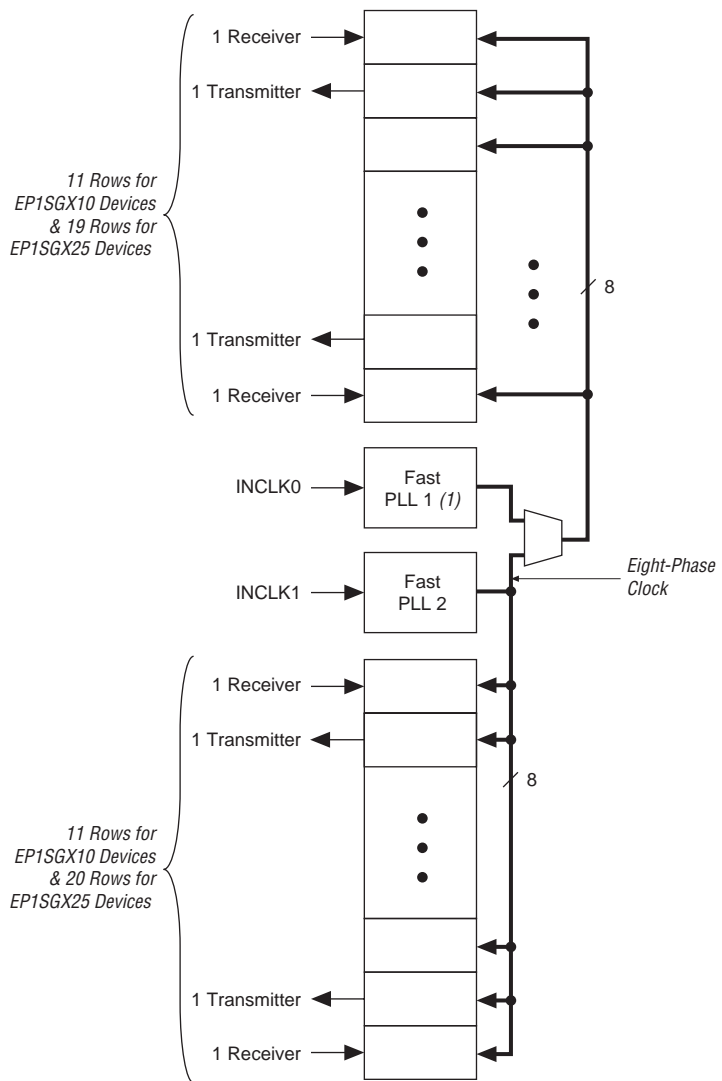 1 Receiver
1 Transmitter
11 Rows for
EP1SGX10 Devices
& 19 Rows for
EP1SGX25 Devices
8
1 Transmitter
1 Receiver
INCLK0
Fast
PLL 1 (1)
INCLK1
Fast
PLL 2
Eight-Phase
Clock
1 Receiver
1 Transmitter
8
11 Rows for
EP1SGX10 Devices
& 20 Rows for
EP1SGX25 Devices
1 Transmitter
1 Receiver